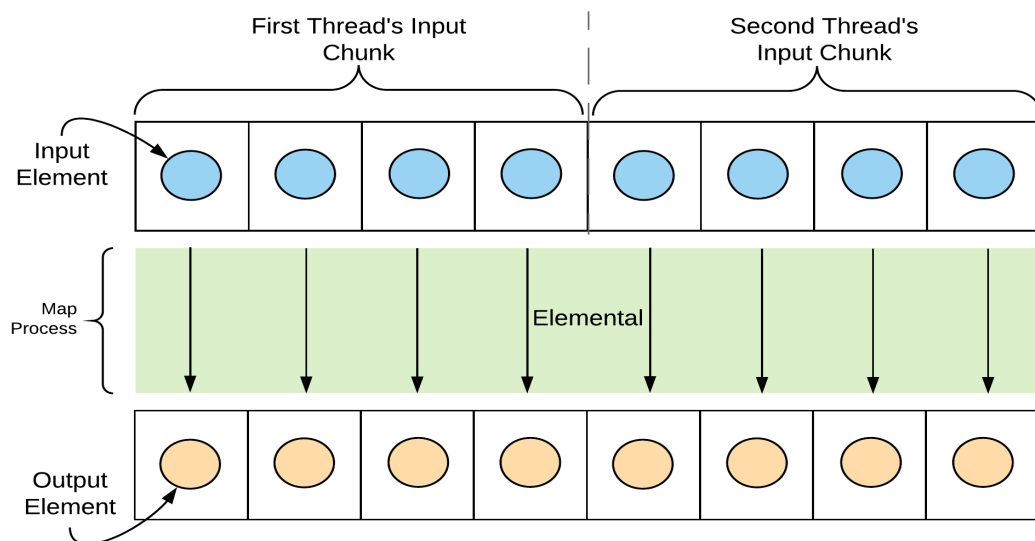 First Thread's Input
Chunk
Second Thread's
Input Chunk
Input
Element
Map
Process
Elemental
Output
Element